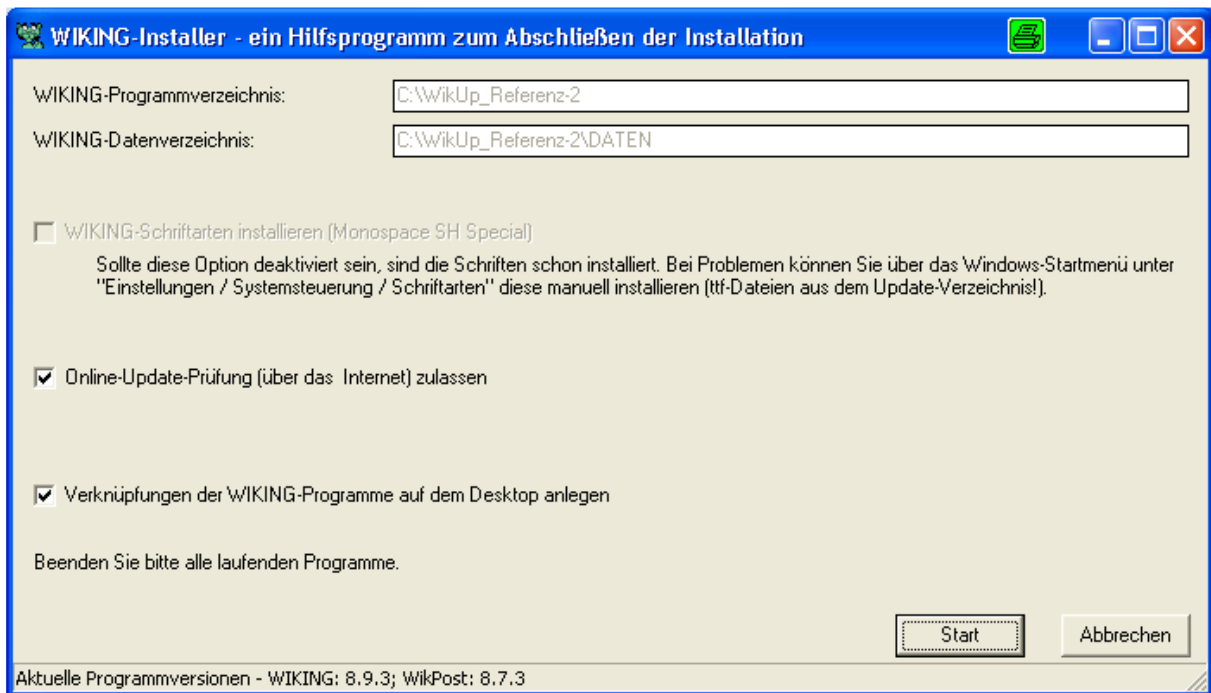 WIKING-Installer - ein Hilfsprogramm zum Abschließen der Installation
WIKING-Programmverzeichnis: C:\WikUp_Referenz-2
WIKING-Datenverzeichnis: C:\WikUp_Referenz-2\DATEN
WIKING-Schriftarten installieren (Monospace SH Special)
Sollte diese Option deaktiviert sein, sind die Schriften schon installiert. Bei Problemen können Sie über das Windows-Startmenü unter
"Einstellungen / Systemsteuerung / Schriftarten" diese manuell installieren (ttf-Dateien aus dem Update-Verzeichnis!).
Online-Update-Prüfung (über das  Internet) zulassen
Verknüpfungen der WIKING-Programme auf dem Desktop anlegen
Beenden Sie bitte alle laufenden Programme.
Start Abbrechen
Aktuelle Programmversionen - WIKING: 8.9.3; WikPost: 8.7.3